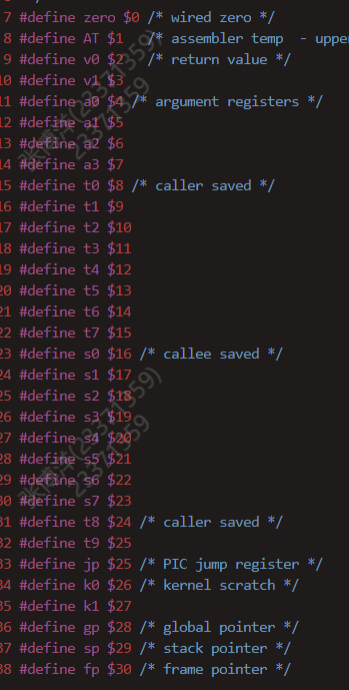 7 #define zero $0 /* wired zero */
8 #define AT $1 /* assembler temp - upper
9 #define v0 $2 /* return value */
10 #define v1 $3
11 #define a0 $4 /* argument registers */
12 #define a1 $5
13 #define a2 $6
14 #define a3 $7
15 #define t0 $8 /* caller saved */
16 #define t1 $9
17 #define t2 $10
18 #define t3 $11
19 #define t4 $12
20 #define t5 $13
21 #define t6 $14
22 #define t7 $15
23 #define s0 $16 /* callee saved */
24 #define s1 $17
25 #define s2 $18
26 #define s3 $19
27 #define s4 $20
28 #define s5 $21
29 #define s6 $22
30 #define s7 $23
31 #define t8 $24 /* caller saved */
32 #define t9 $25
33 #define jp $25 /* PIC jump register */
34 #define k0 $26 /* kernel scratch */
35 #define k1 $27
36 #define gp $28 /* global pointer */
37 #define sp $29 /* stack pointer */
38 #define fp $30 /* frame pointer */
(23371359)
23371359
(23371359)
23371359